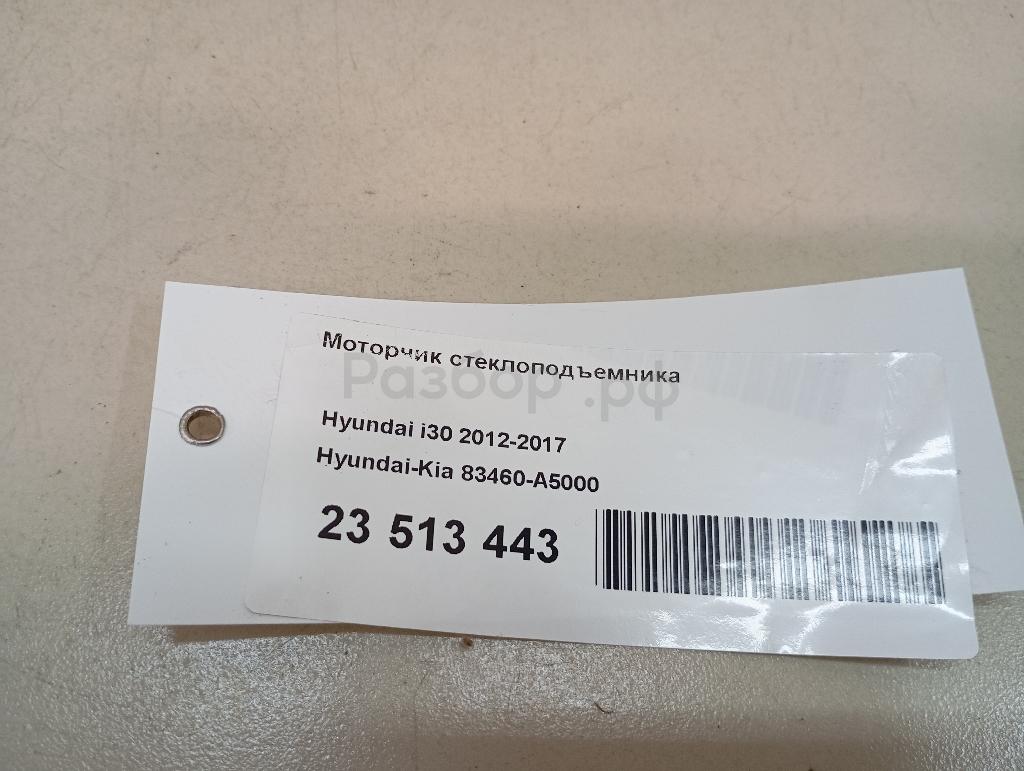 Моторчик стеклоподъемника
Разбор.рф
Hyundai i30 2012-2017
Hyundai-Kia 83460-A5000
23 513 443